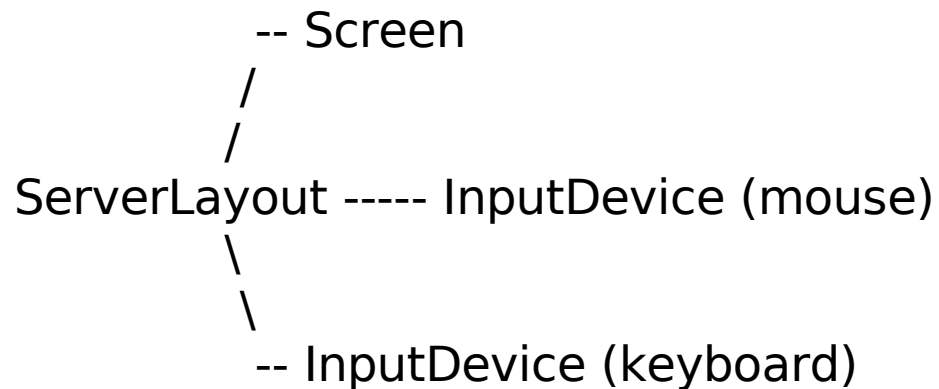 -- Screen
/
/
ServerLayout ----- InputDevice (mouse)
\
\
-- InputDevice (keyboard)